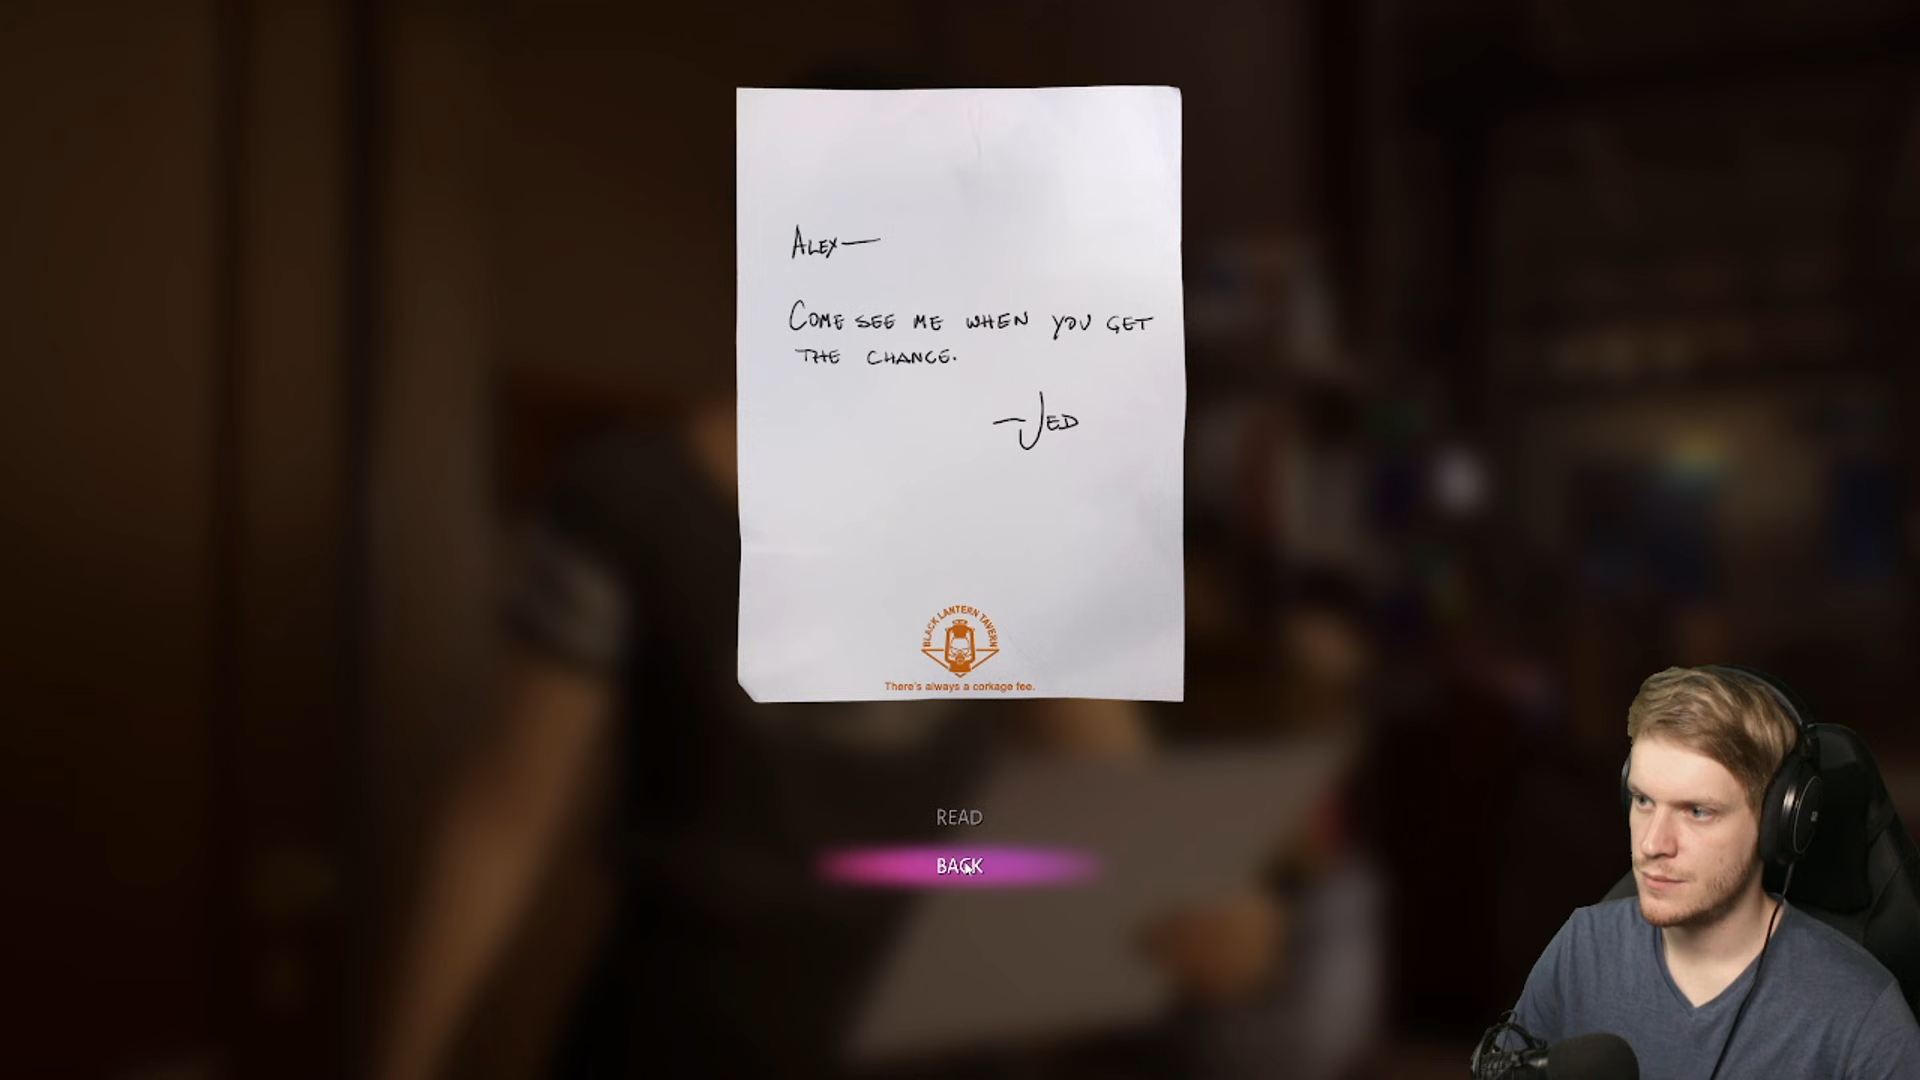 ALEX—
COME SEE ME WHEN YOU GET
THE CHANCE.
—JED
BLACK LANTERN TAVERN
There's always a corkage fee.
READ
BACK